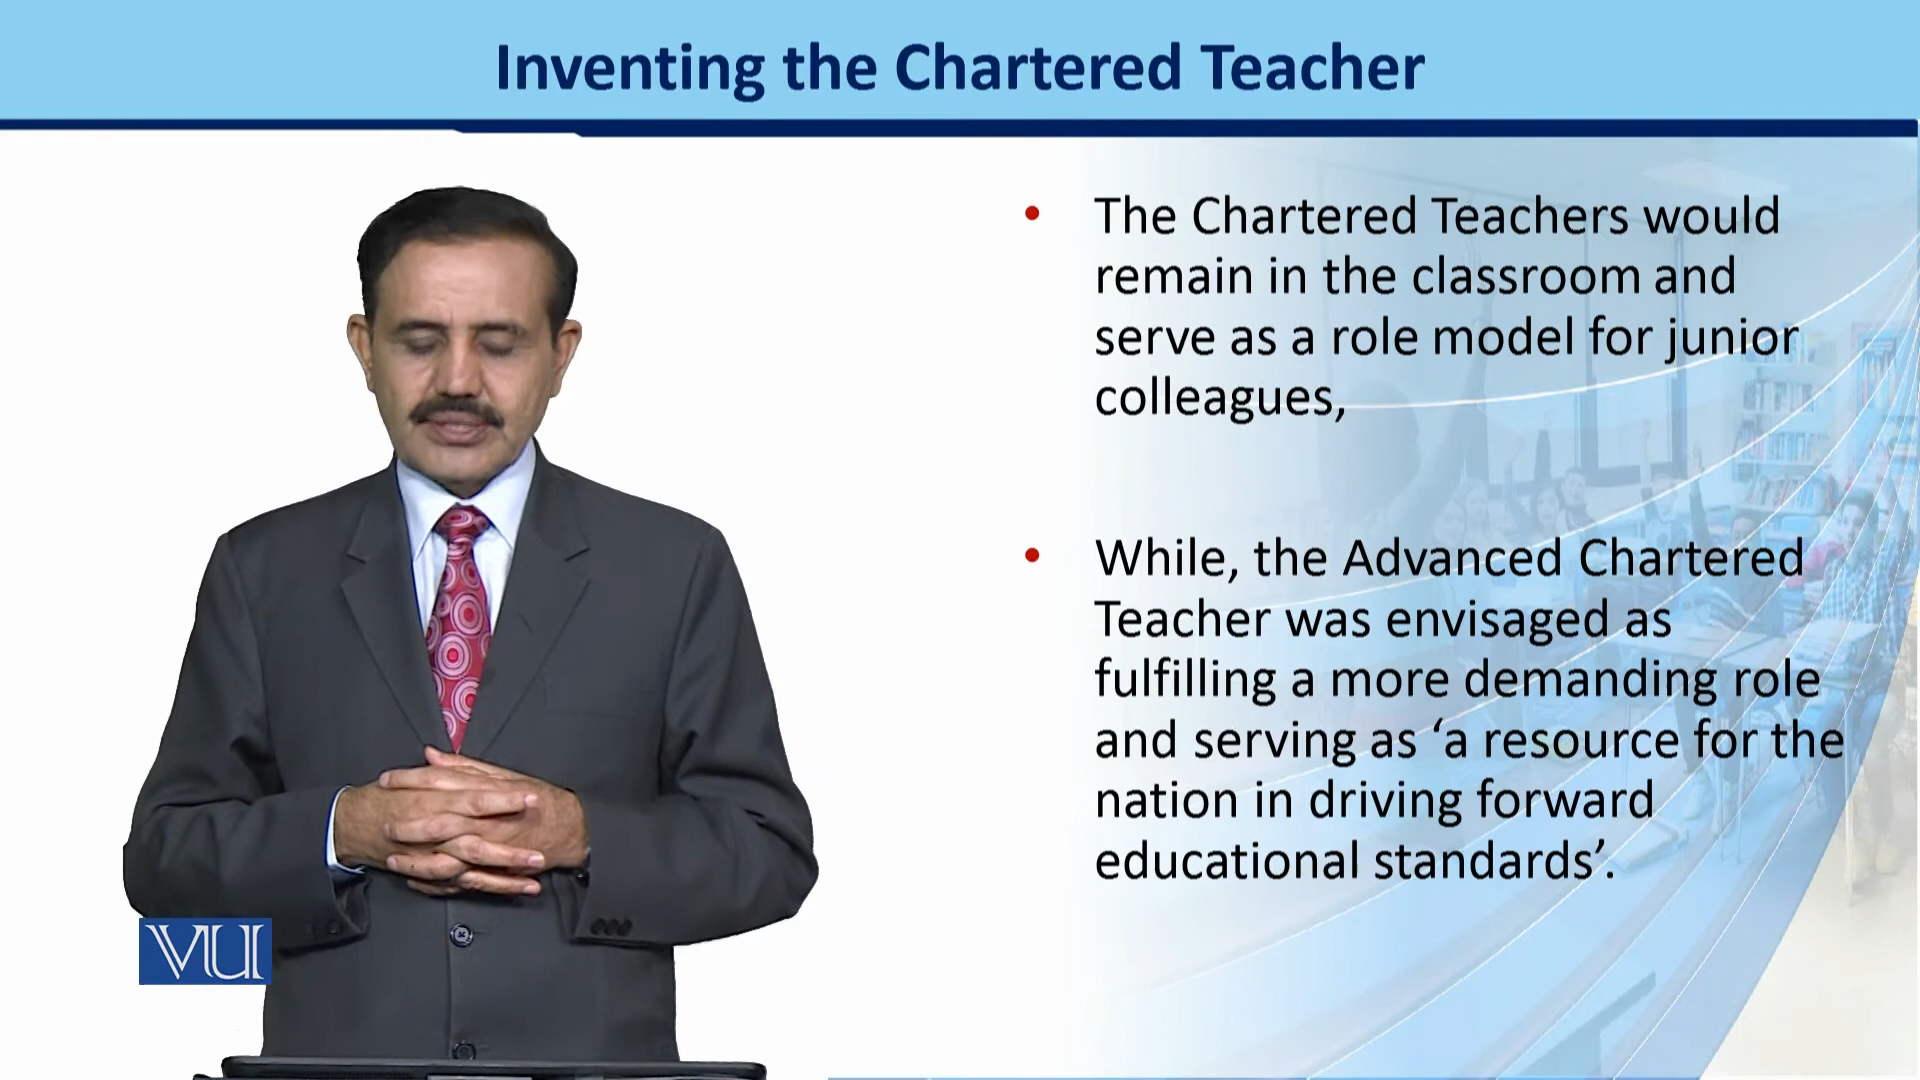 Inventing the Chartered Teacher
• The Chartered Teachers would
remain in the classroom and
serve as a role model for junior
colleagues,
• While, the Advanced Chartered
Teacher was envisaged as
fulfilling a more demanding role
and serving as ‘a resource for the
nation in driving forward
educational standards’.
VU